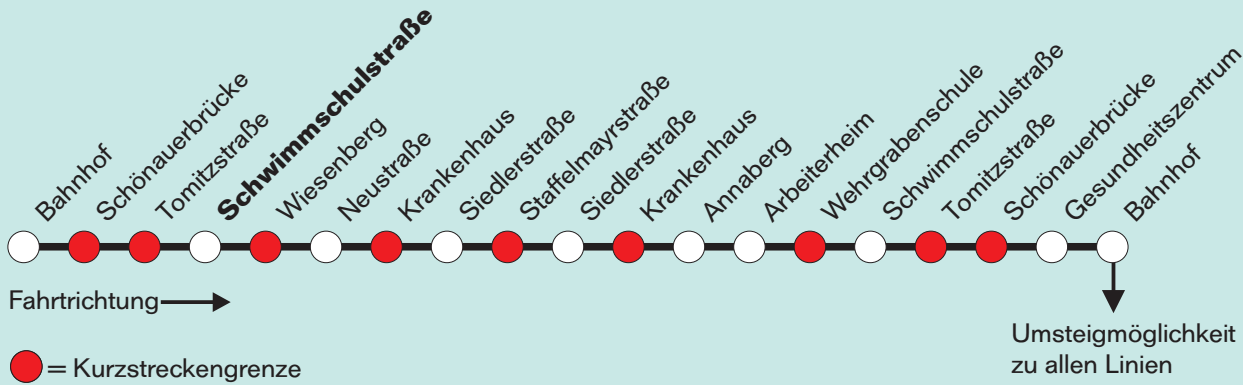 Bahnhof
Schönauerbrücke
Tomitzstraße
Schwimmschulstraße
Wiesenberg
Neustraße
Krankenhaus
Siedlerstraße
Staffelmayrstraße
Siedlerstraße
Krankenhaus
Annaberg
Arbeiterheim
Wehrgrabenschule
Schwimmschulstraße
Tomitzstraße
Schönauerbrücke
Gesundheitszentrum
Bahnhof
Fahrtrichtung
Umsteigmöglichkeit
zu allen Linien
= Kurzstreckengrenze